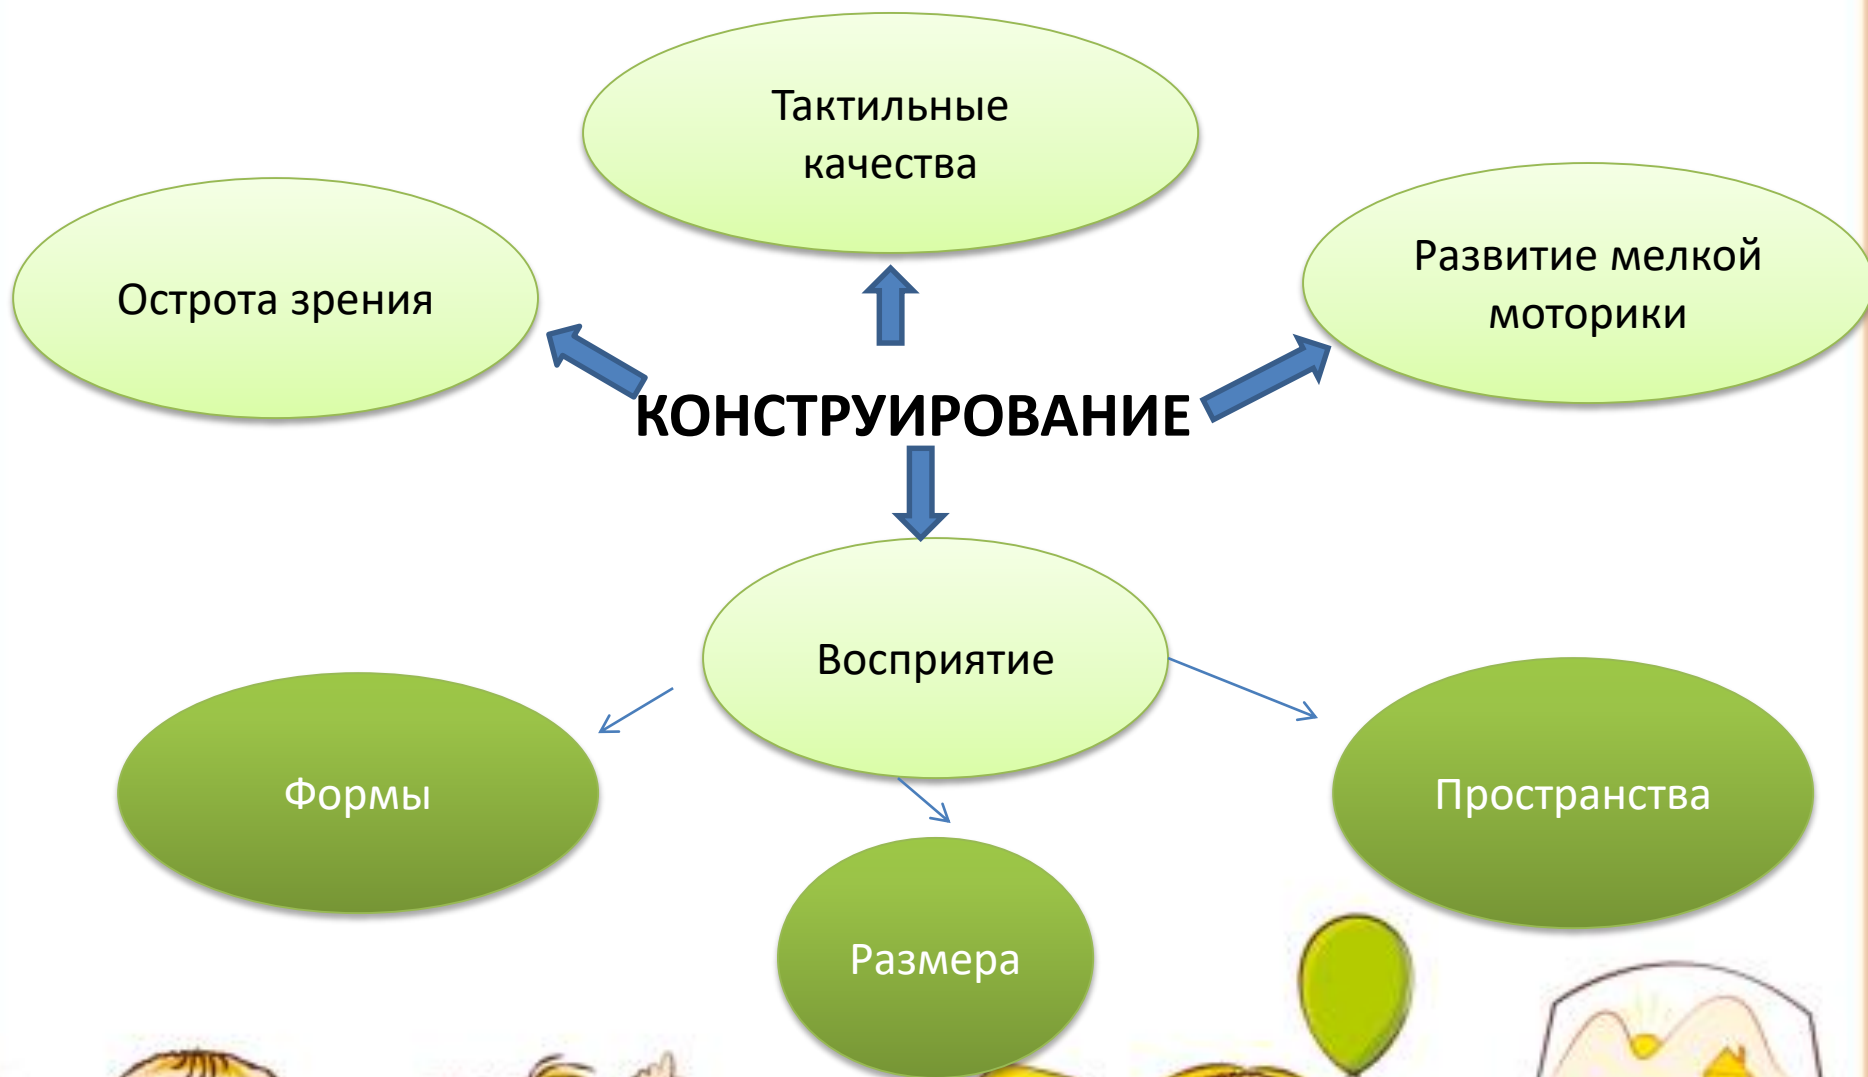 Тактильные
качества
Острота зрения
Развитие мелкой
моторики
КОНСТРУИРОВАНИЕ
Восприятие
Формы
Пространства
Размера